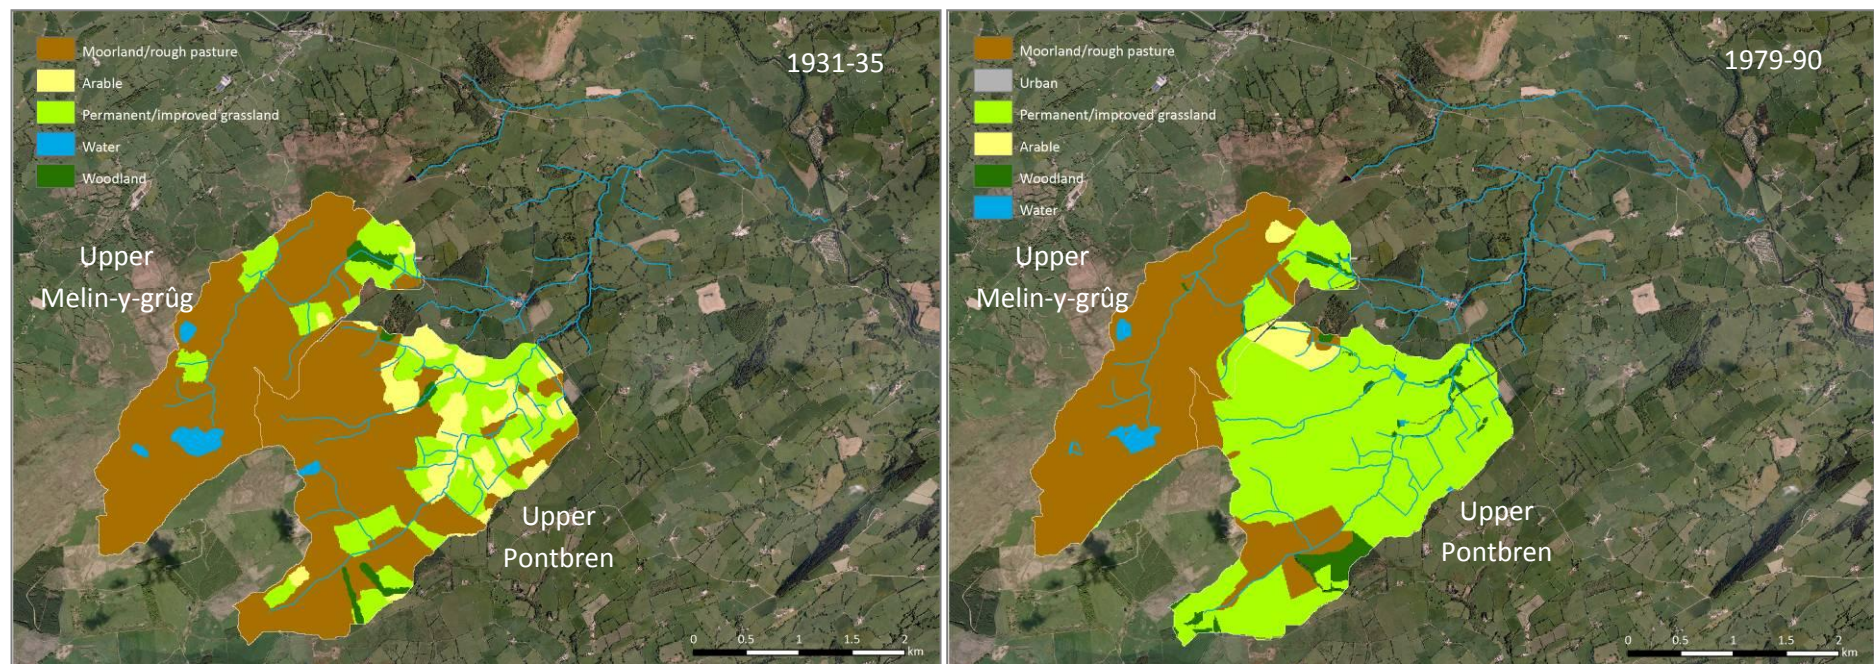 1931-35
Moorland/rough pasture
Arable
Permanent/improved grassland
Water
Woodland
Upper
Melin-y-grûg
Upper
Pontbren
0 0.5 1 1.5 2
km
1979-90
Moorland/rough pasture
Urban
Permanent/improved grassland
Arable
Woodland
Water
Upper
Melin-y-grûg
Upper
Pontbren
0 0.5 1 1.5 2
km